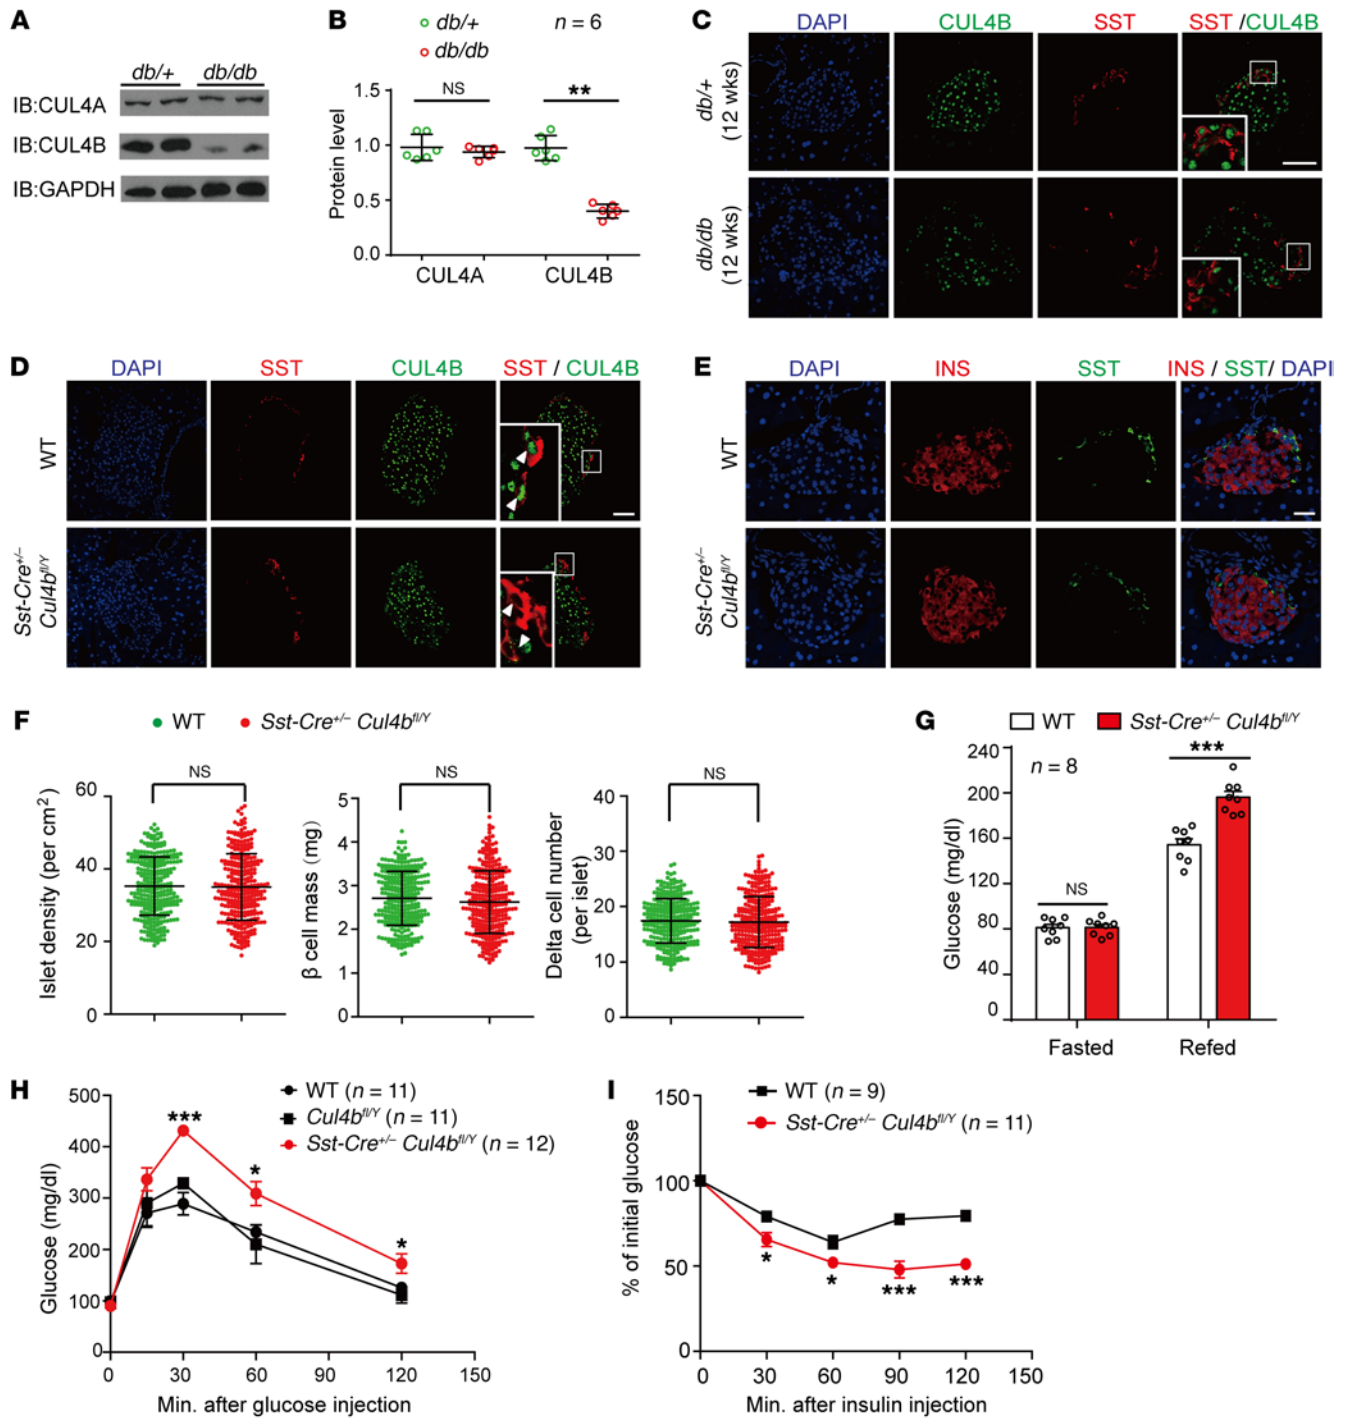 A
db/+ db/db
IB:CUL4A
IB:CUL4B
IB:GAPDH
B
db/+
db/db
n = 6
Protein level
1.5
1.0
0.5
0.0
NS
**
CUL4A CUL4B
C
DAPI CUL4B SST SST /CUL4B
db/+
(12 wks)
db/db
(12 wks)
D
DAPI SST CUL4B SST / CUL4B
WT
Sst-Cre+/–
Cul4bfl/Y
E
DAPI INS SST INS / SST/ DAPI
WT
Sst-Cre+/–
Cul4bfl/Y
F
WT Sst-Cre+/– Cul4bfl/Y
Islet density (per cm2)
60
40
20
0
NS
β cell mass (mg)
5
4
3
2
1
0
NS
Delta cell number
(per islet)
40
30
20
10
0
NS
G
WT Sst-Cre+/– Cul4bfl/Y
n = 8
Glucose (mg/dl)
240
200
160
120
80
40
0
NS
***
Fasted Refed
H
WT (n = 11)
Cul4bfl/Y (n = 11)
Sst-Cre+/– Cul4bfl/Y (n = 12)
Glucose (mg/dl)
500
400
300
200
100
0
***
*
*
0 30 60 90 120 150
Min. after glucose injection
I
WT (n = 9)
Sst-Cre+/– Cul4bfl/Y (n = 11)
% of initial glucose
150
100
50
0
*
*
***
***
0 30 60 90 120 150
Min. after insulin injection